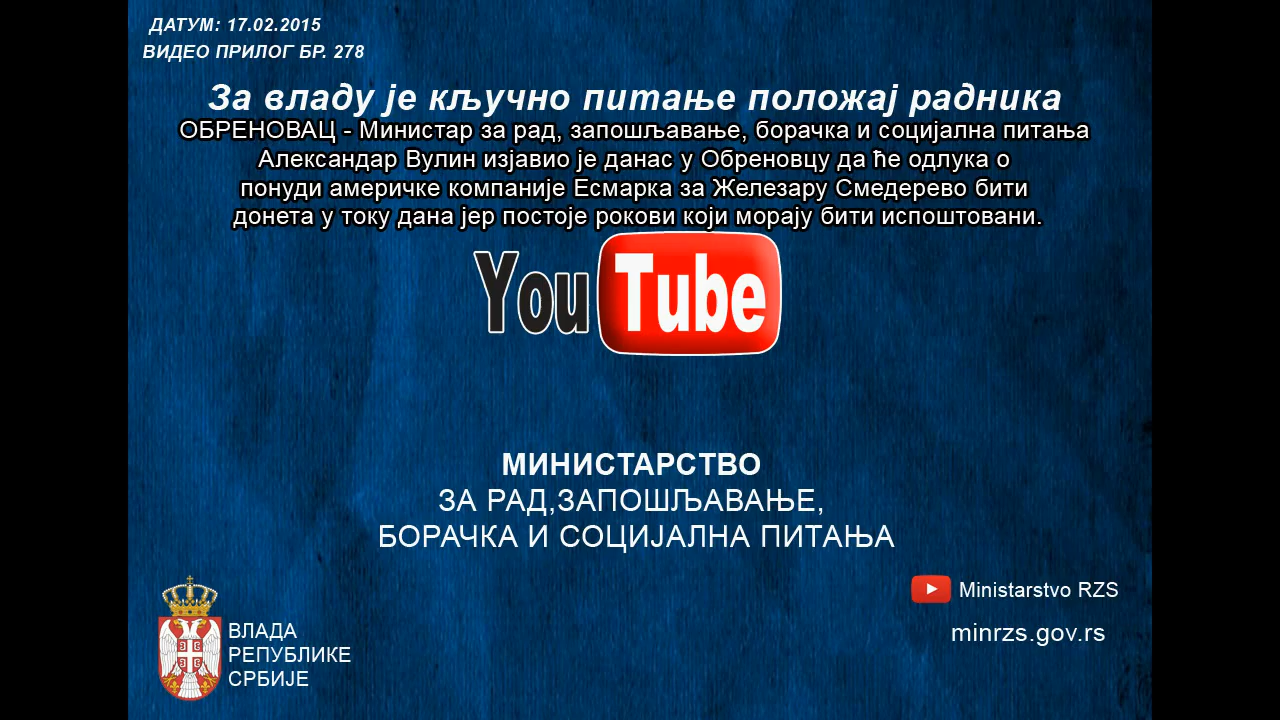 ДАТУМ: 17.02.2015
ВИДЕО ПРИЛОГ БР. 278
За владу је кључно питање положај радника
ОБРЕНОВАЦ - Министар за рад, запошљавање, борачка и социјална питања
Александар Вулин изјавио је данас у Обреновцу да ће одлука о
понуди америчке компаније Есмарка за Железару Смедерево бити
донета у току дана јер постоје рокови који морају бити испоштовани.
YouTube
МИНИСТАРСТВО
ЗА РАД,ЗАПОШЉАВАЊЕ,
БОРАЧКА И СОЦИЈАЛНА ПИТАЊА
ВЛАДА
РЕПУБЛИКЕ
СРБИЈЕ
Ministarstvo RZS
minrzs.gov.rs